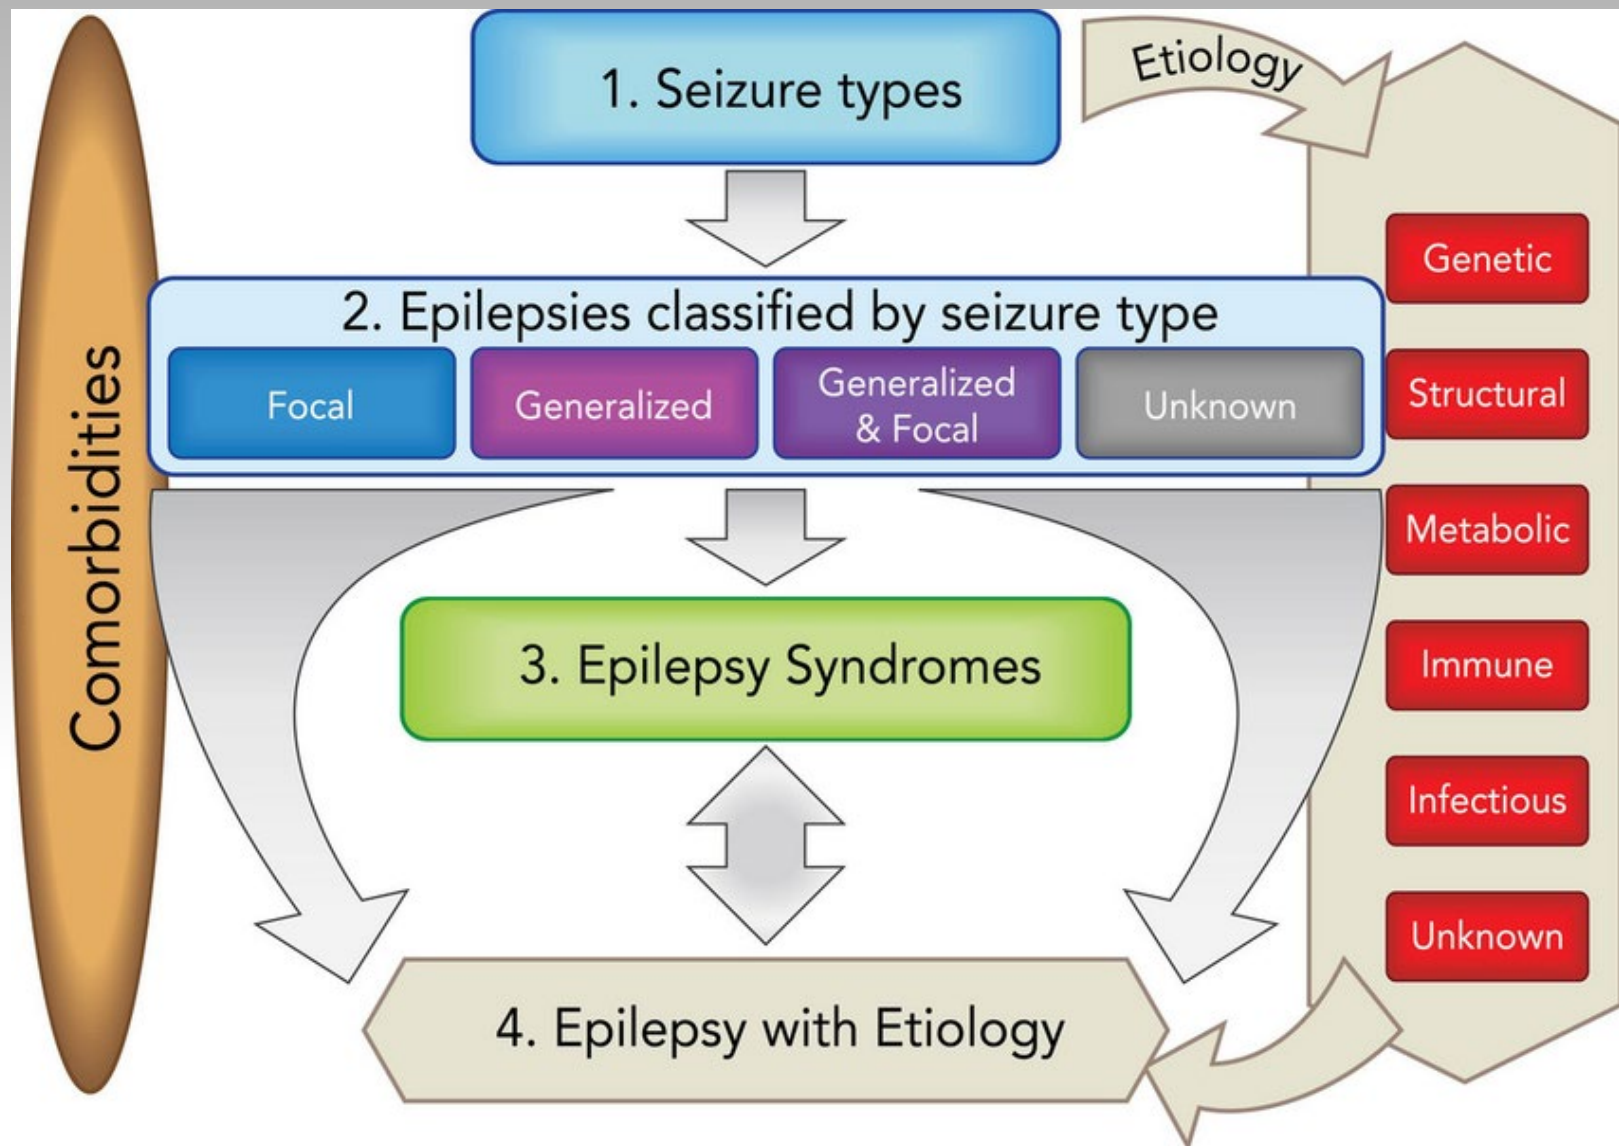 1. Seizure types
Etiology
Comorbidities
2. Epilepsies classified by seizure type
Focal
Generalized
Generalized
& Focal
Unknown
3. Epilepsy Syndromes
4. Epilepsy with Etiology
Genetic
Structural
Metabolic
Immune
Infectious
Unknown